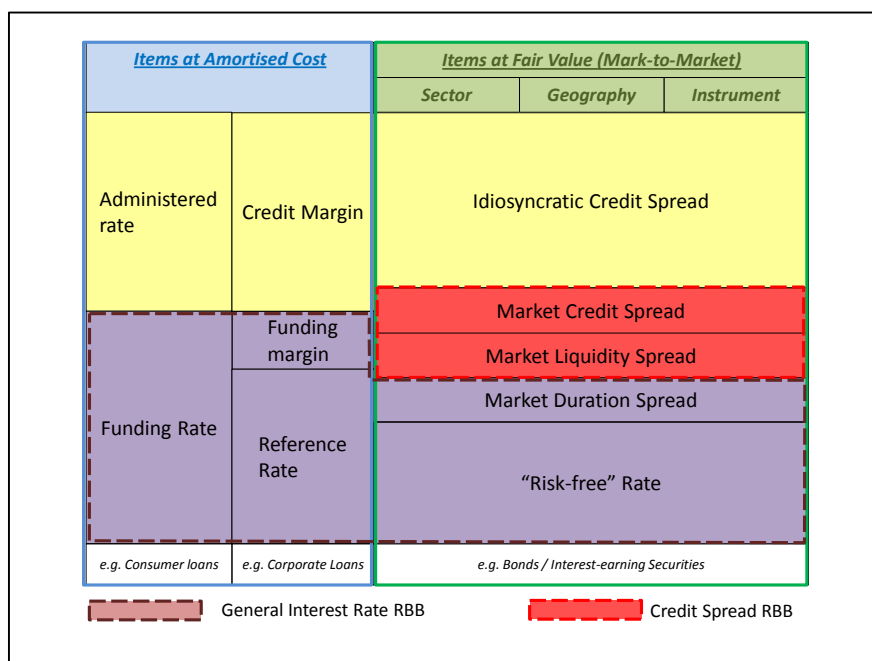 Items at Amortised Cost
Items at Fair Value (Mark-to-Market)
Sector
Geography
Instrument
Administered
rate
Credit Margin
Idiosyncratic Credit Spread
Market Credit Spread
Funding
margin
Market Liquidity Spread
Market Duration Spread
Funding Rate
Reference
Rate
“Risk-free” Rate
e.g. Consumer loans
e.g. Corporate Loans
e.g. Bonds / Interest-earning Securities
General Interest Rate RBB
Credit Spread RBB